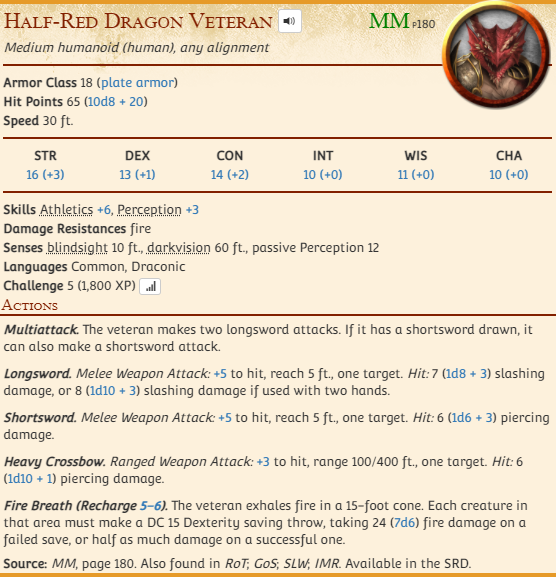 Half-Red Dragon Veteran MM p180
Medium humanoid (human), any alignment
Armor Class 18 (plate armor)
Hit Points 65 (10d8 + 20)
Speed 30 ft.
STR DEX CON INT WIS CHA
16 (+3) 13 (+1) 14 (+2) 10 (+0) 11 (+0) 10 (+0)
Skills Athletics +6, Perception +3
Damage Resistances fire
Senses blindsight 10 ft., darkvision 60 ft., passive Perception 12
Languages Common, Draconic
Challenge 5 (1,800 XP)
Actions
Multiattack. The veteran makes two longsword attacks. If it has a shortsword drawn, it
can also make a shortsword attack.
Longsword. Melee Weapon Attack: +5 to hit, reach 5 ft., one target. Hit: 7 (1d8 + 3) slashing
damage, or 8 (1d10 + 3) slashing damage if used with two hands.
Shortsword. Melee Weapon Attack: +5 to hit, reach 5 ft., one target. Hit: 6 (1d6 + 3) piercing
damage.
Heavy Crossbow. Ranged Weapon Attack: +3 to hit, range 100/400 ft., one target. Hit: 6
(1d10 + 1) piercing damage.
Fire Breath (Recharge 5–6). The veteran exhales fire in a 15-foot cone. Each creature in
that area must make a DC 15 Dexterity saving throw, taking 24 (7d6) fire damage on a
failed save, or half as much damage on a successful one.
Source: MM, page 180. Also found in RoT; GoS; SLW; IMR. Available in the SRD.